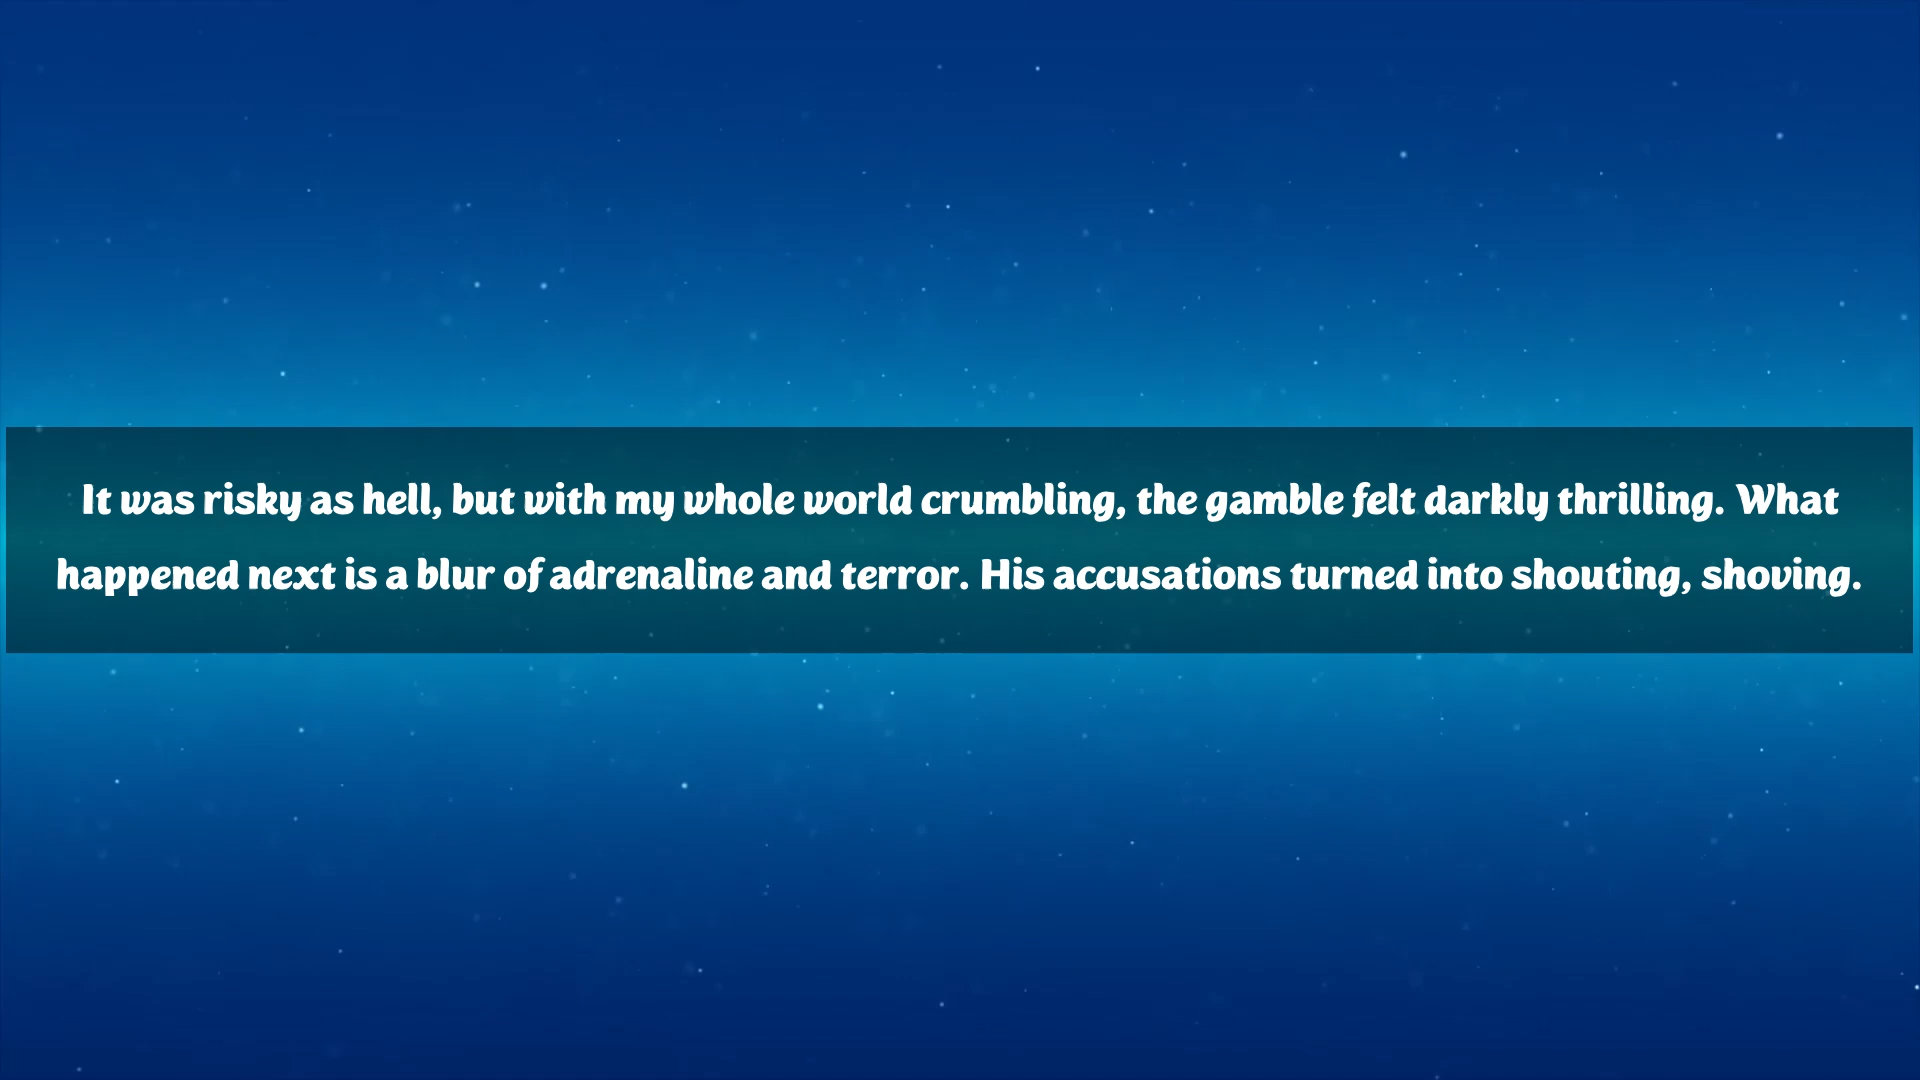 It was risky as hell, but with my whole world crumbling, the gamble felt darkly thrilling. What
happened next is a blur of adrenaline and terror. His accusations turned into shouting, shoving.